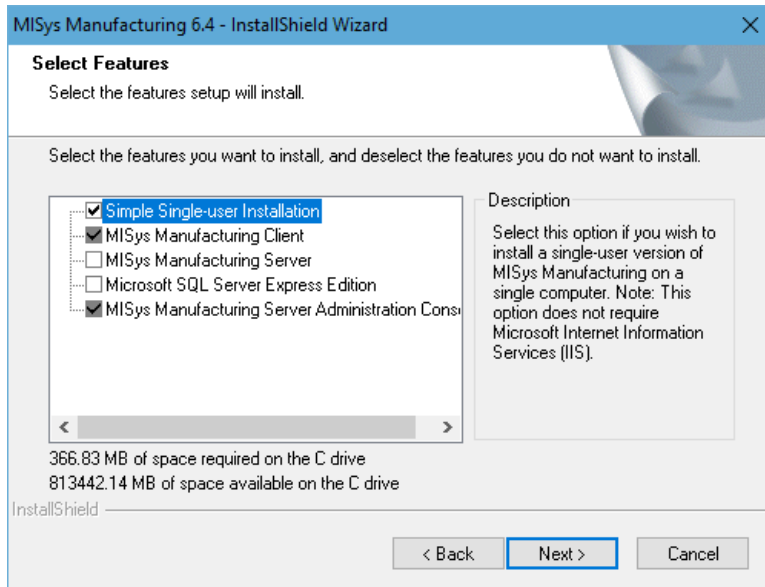 MISys Manufacturing 6.4 - InstallShield Wizard
Select Features
Select the features setup will install.
Select the features you want to install, and deselect the features you do not want to install.
Simple Single-user Installation
MISys Manufacturing Client
MISys Manufacturing Server
Microsoft SQL Server Express Edition
MISys Manufacturing Server Administration Cons
Description
Select this option if you wish to
install a single-user version of
MISys Manufacturing on a
single computer. Note: This
option does not require
Microsoft Internet Information
Services (IIS).
366.83 MB of space required on the C drive
813442.14 MB of space available on the C drive
InstallShield
< Back
Next >
Cancel